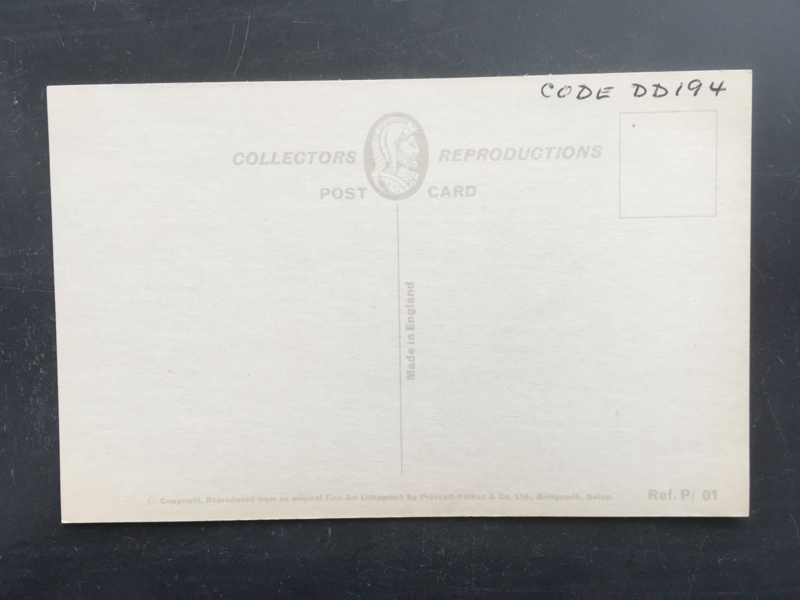 CODE DD194
COLLECTORS REPRODUCTIONS
POST CARD
Made in England
© Copyright. Reproduced from an original Fine Art Lithograph by Prescott-Pickup & Co. Ltd., Bridgnorth, Salop.
Ref. P/ 01